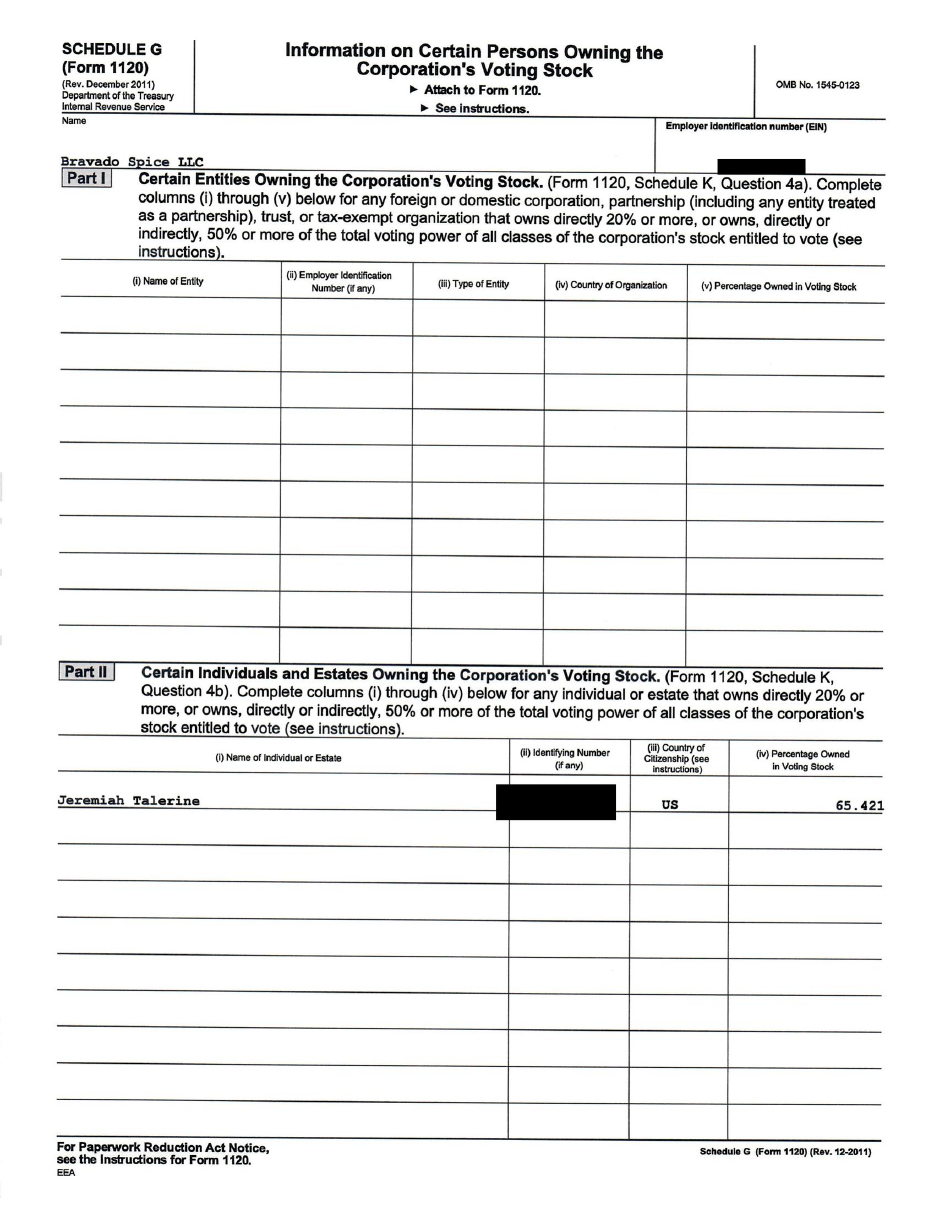 SCHEDULE G
(Form 1120)
(Rev. December 2011)
Department of the Treasury
Internal Revenue Service
Information on Certain Persons Owning the
Corporation's Voting Stock
► Attach to Form 1120.
► See instructions.
OMB No. 1545-0123
Name
Employer identification number (EIN)
Bravado Spice LLC
Part I
Certain Entities Owning the Corporation's Voting Stock. (Form 1120, Schedule K, Question 4a). Complete
columns (i) through (v) below for any foreign or domestic corporation, partnership (including any entity treated
as a partnership), trust, or tax-exempt organization that owns directly 20% or more, or owns, directly or
indirectly, 50% or more of the total voting power of all classes of the corporation's stock entitled to vote (see
instructions).
(i) Name of Entity
(ii) Employer Identification
Number (if any)
(iii) Type of Entity
(iv) Country of Organization
(v) Percentage Owned in Voting Stock
Part II
Certain Individuals and Estates Owning the Corporation's Voting Stock. (Form 1120, Schedule K,
Question 4b). Complete columns (i) through (iv) below for any individual or estate that owns directly 20% or
more, or owns, directly or indirectly, 50% or more of the total voting power of all classes of the corporation's
stock entitled to vote (see instructions).
(i) Name of Individual or Estate
(ii) Identifying Number
(if any)
(iii) Country of
Citizenship (see
instructions)
(iv) Percentage Owned
in Voting Stock
Jeremiah Talerine US 65.421
For Paperwork Reduction Act Notice,
see the Instructions for Form 1120.
EEA
Schedule G (Form 1120) (Rev. 12-2011)